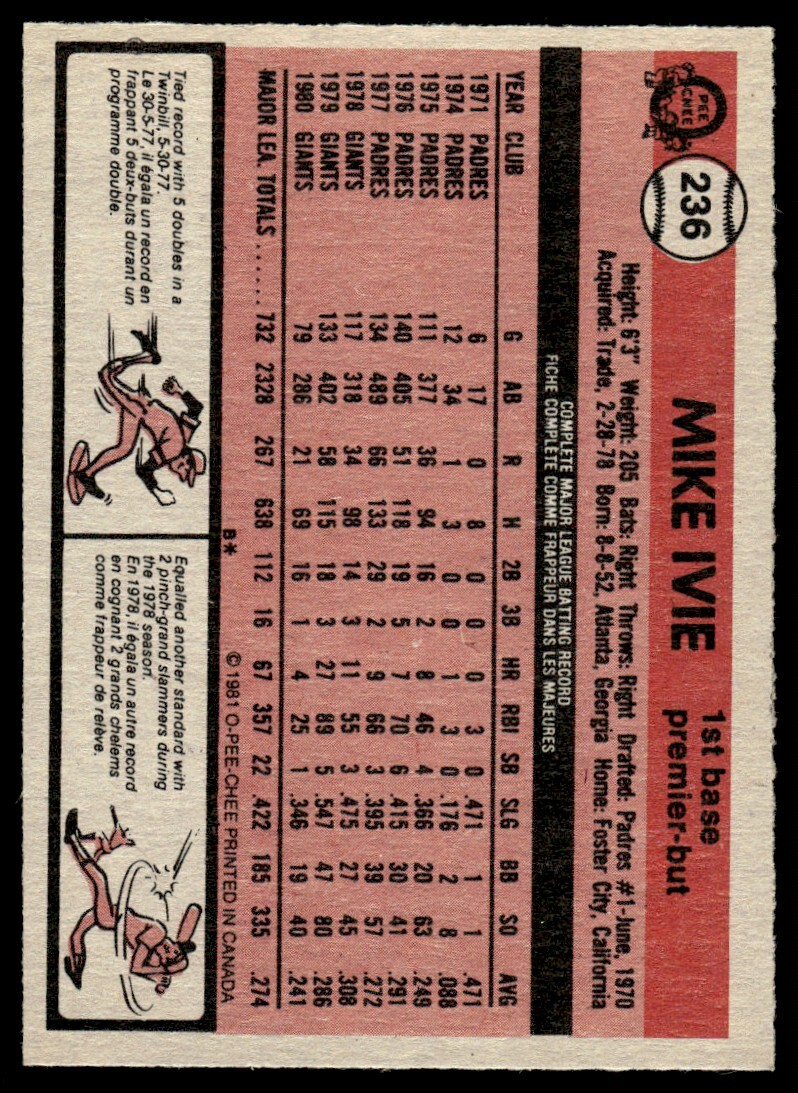 O
PEE
CHEE
236
MIKE IVIE
1st base
premier-but
Height: 6'3" Weight: 205 Bats: Right Throws: Right Drafted: Padres #1-June, 1970
Acquired: Trade, 2-28-78 Born: 8-8-52, Atlanta, Georgia Home: Foster City, California
COMPLETE MAJOR LEAGUE BATTING RECORD
FICHE COMPLÈTE COMME FRAPPEUR DANS LES MAJEURES
YEAR CLUB G AB R H 2B 3B HR RBI SB SLG BB SO AVG
1971 PADRES 6 17 0 8 0 0 0 3 0 .471 1 1 .471
1974 PADRES 12 34 1 3 0 0 1 3 0 .176 2 8 .088
1975 PADRES 111 377 36 94 16 2 8 46 4 .366 20 63 .249
1976 PADRES 140 405 51 118 19 5 7 70 6 .415 30 41 .291
1977 PADRES 134 489 66 133 29 2 9 66 3 .395 39 57 .272
1978 GIANTS 117 318 34 98 14 3 11 55 3 .475 27 45 .308
1979 GIANTS 133 402 58 115 18 3 27 89 5 .547 47 80 .286
1980 GIANTS 79 286 21 69 16 1 4 25 1 .346 19 40 .241
MAJOR LEA. TOTALS ...... 732 2328 267 638 112 16 67 357 22 .422 185 335 .274
B* © 1981 O-PEE-CHEE PRINTED IN CANADA
Tied record with 5 doubles in a
Twinbill, 5-30-77.
Le 30-5-77, il égala un record en
frappant 5 deux-buts durant un
programme double.
Equalled another standard with
2 pinch-grand slammers during
the 1978 season.
En 1978, il égala un autre record
en cognant 2 grands chelems
comme frappeur de relève.